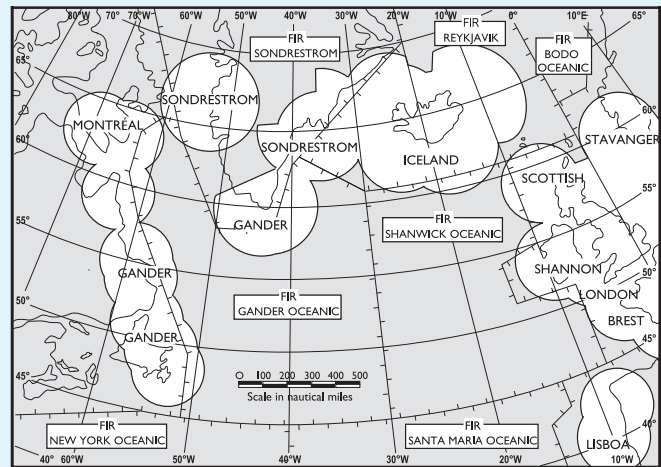 80°W 70°W 60°W 50°W 40°W 30°W 20°W 10°W 0° 10°E 65°
FIR
SONDRESTROM
FIR
REYKJAVIK
FIR
BODO
OCEANIC
65°
60°
SONDRESTROM
MONTRÉAL
STAVANGER
60°
SONDRESTROM
ICELAND
SCOTTISH
55°
55°
GANDER
FIR
SHANWICK OCEANIC
50°
GANDER
SHANNON
50°
FIR
GANDER OCEANIC
LONDON
BREST
45°
GANDER
0 100 200 300 400 500
Scale in nautical miles
45°
FIR
NEW YORK OCEANIC
FIR
SANTA MARIA OCEANIC
LISBOA
40°
40° 60°W 50°W 40°W 30°W 20°W 10°W